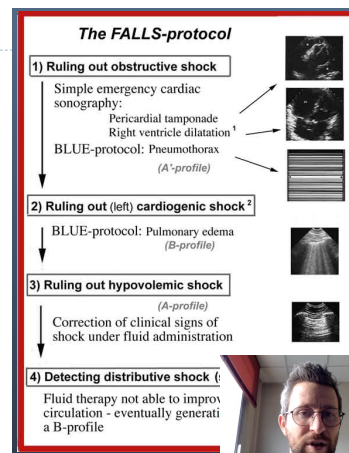 The FALLS-protocol
1) Ruling out obstructive shock
Simple emergency cardiac
sonography:
Pericardial tamponade
Right ventricle dilatation 1
BLUE-protocol: Pneumothorax
(A'-profile)
2) Ruling out (left) cardiogenic shock 2
BLUE-protocol: Pulmonary edema
(B-profile)
3) Ruling out hypovolemic shock
(A-profile)
Correction of clinical signs of
shock under fluid administration
4) Detecting distributive shock (
Fluid therapy not able to improv
circulation - eventually generati
a B-profile